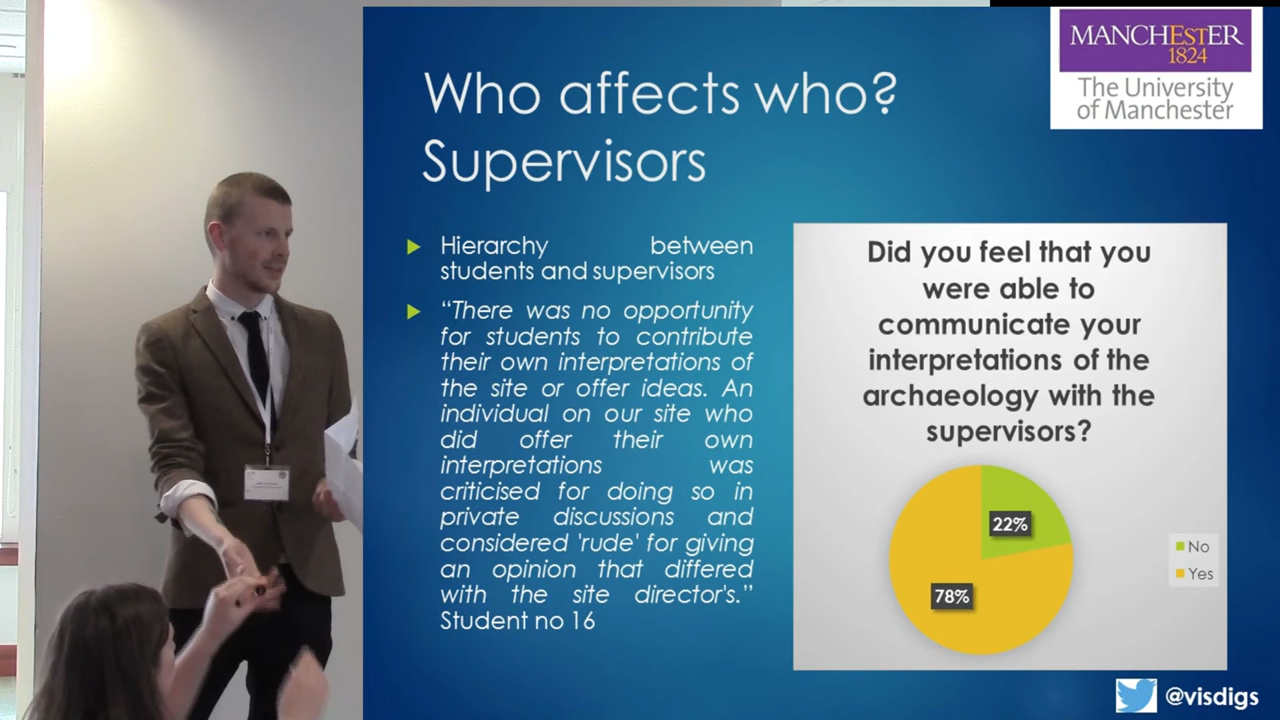 MANCHESTER
1824
The University
of Manchester
Who affects who?
Supervisors
Hierarchy between
students and supervisors
“There was no opportunity
for students to contribute
their own interpretations of
the site or offer ideas. An
individual on our site who
did offer their own
interpretations was
criticised for doing so in
private discussions and
considered 'rude' for giving
an opinion that differed
with the site director's.”
Student no 16
Did you feel that you
were able to
communicate your
interpretations of the
archaeology with the
supervisors?
22%
78%
No
Yes
@visdigs